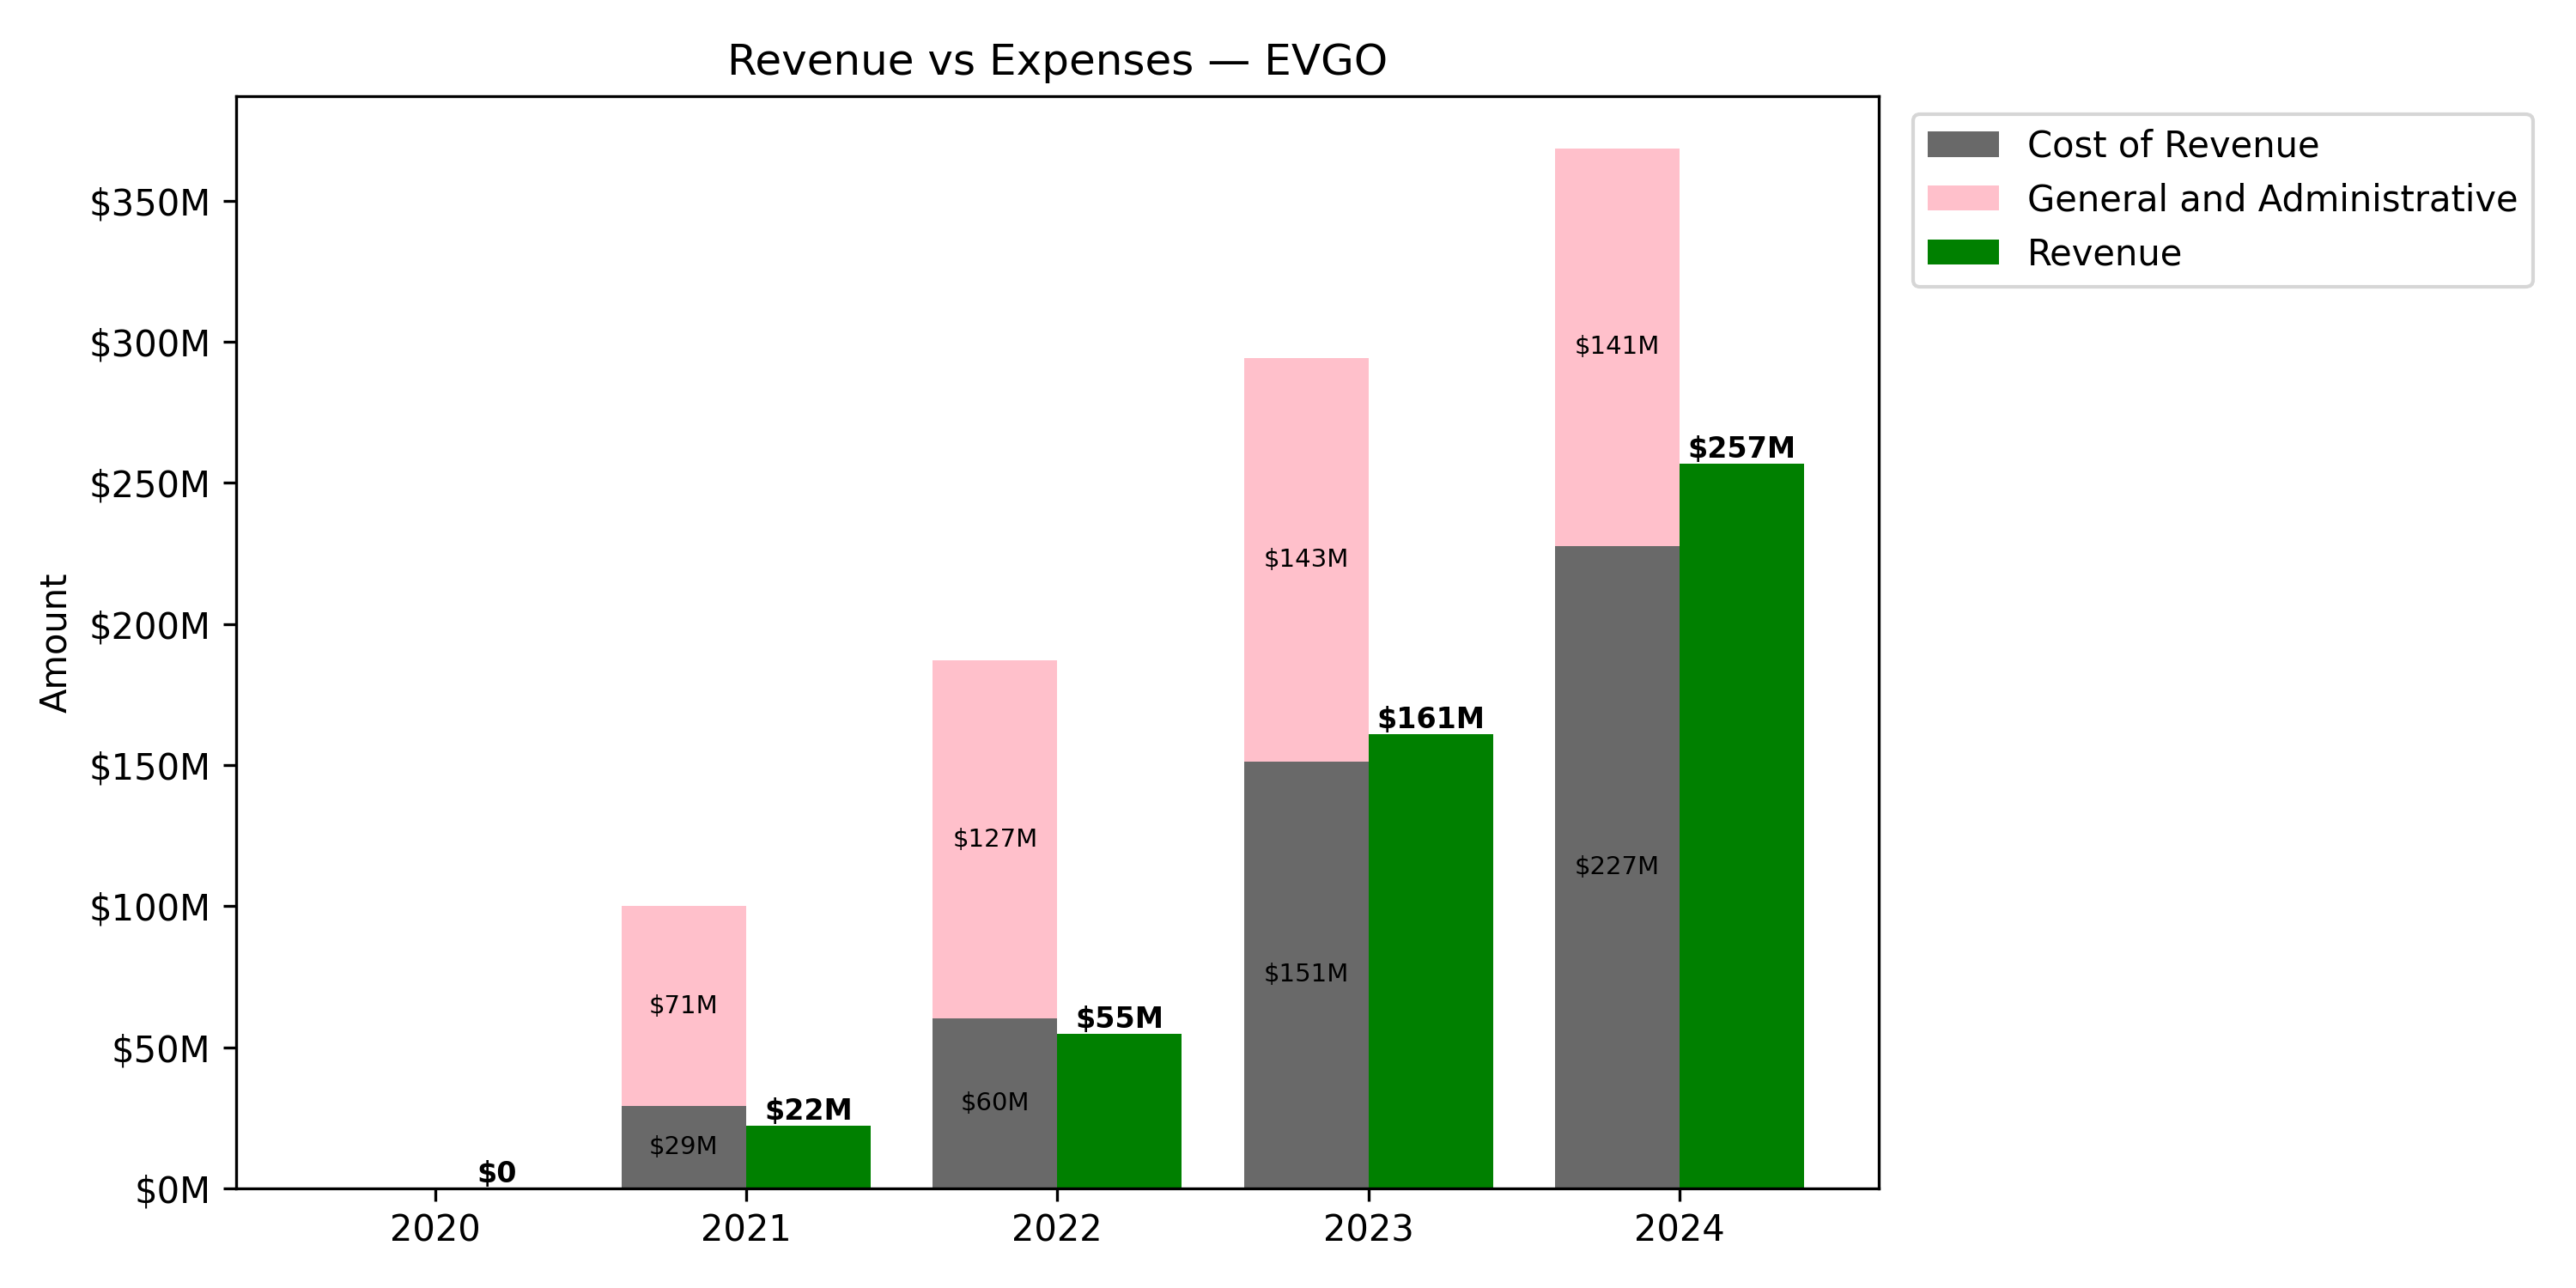 Revenue vs Expenses — EVGO
Cost of Revenue
General and Administrative
Revenue
Amount
$350M
$300M
$250M
$200M
$150M
$100M
$50M
$0M
$0
$71M
$29M
$22M
$127M
$60M
$55M
$143M
$151M
$161M
$141M
$227M
$257M
2020 2021 2022 2023 2024